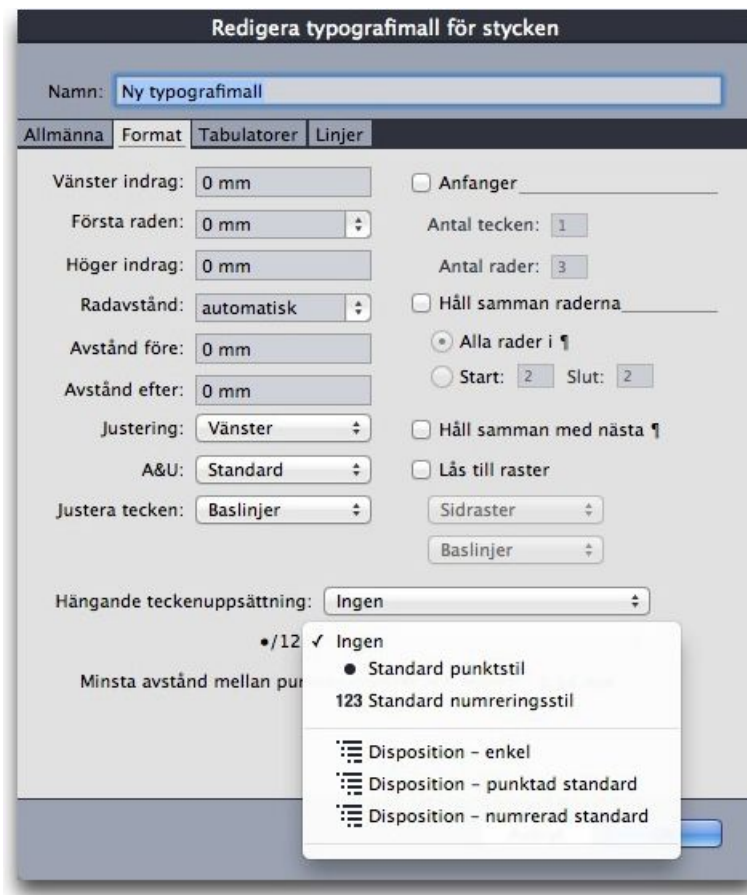 Redigera typografimall för stycken
Namn: Ny typografimall
Allmänna Format Tabulatorer Linjer
Vänster indrag: 0 mm
Första raden: 0 mm
Höger indrag: 0 mm
Radavstånd: automatisk
Avstånd före: 0 mm
Avstånd efter: 0 mm
Justering: Vänster
A&U: Standard
Justera tecken: Baslinjer
Anfanger
Antal tecken: 1
Antal rader: 3
Håll samman raderna
Alla rader i ¶
Start: 2 Slut: 2
Håll samman med nästa ¶
Lås till raster
Sidraster
Baslinjer
Hängande teckenuppsättning: Ingen
•/12 ✓ Ingen
● Standard punktstil
Minsta avstånd mellan
123 Standard numreringsstil
Disposition – enkel
Disposition – punktad standard
Disposition – numrerad standard